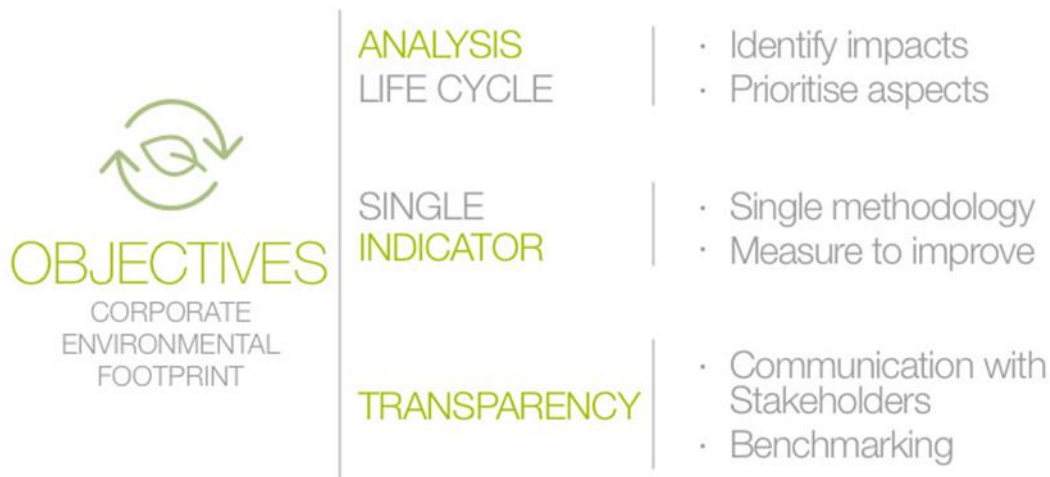 OBJECTIVES
CORPORATE
ENVIRONMENTAL
FOOTPRINT
ANALYSIS
LIFE CYCLE
· Identify impacts
· Prioritise aspects
SINGLE
INDICATOR
· Single methodology
· Measure to improve
TRANSPARENCY
· Communication with
Stakeholders
· Benchmarking